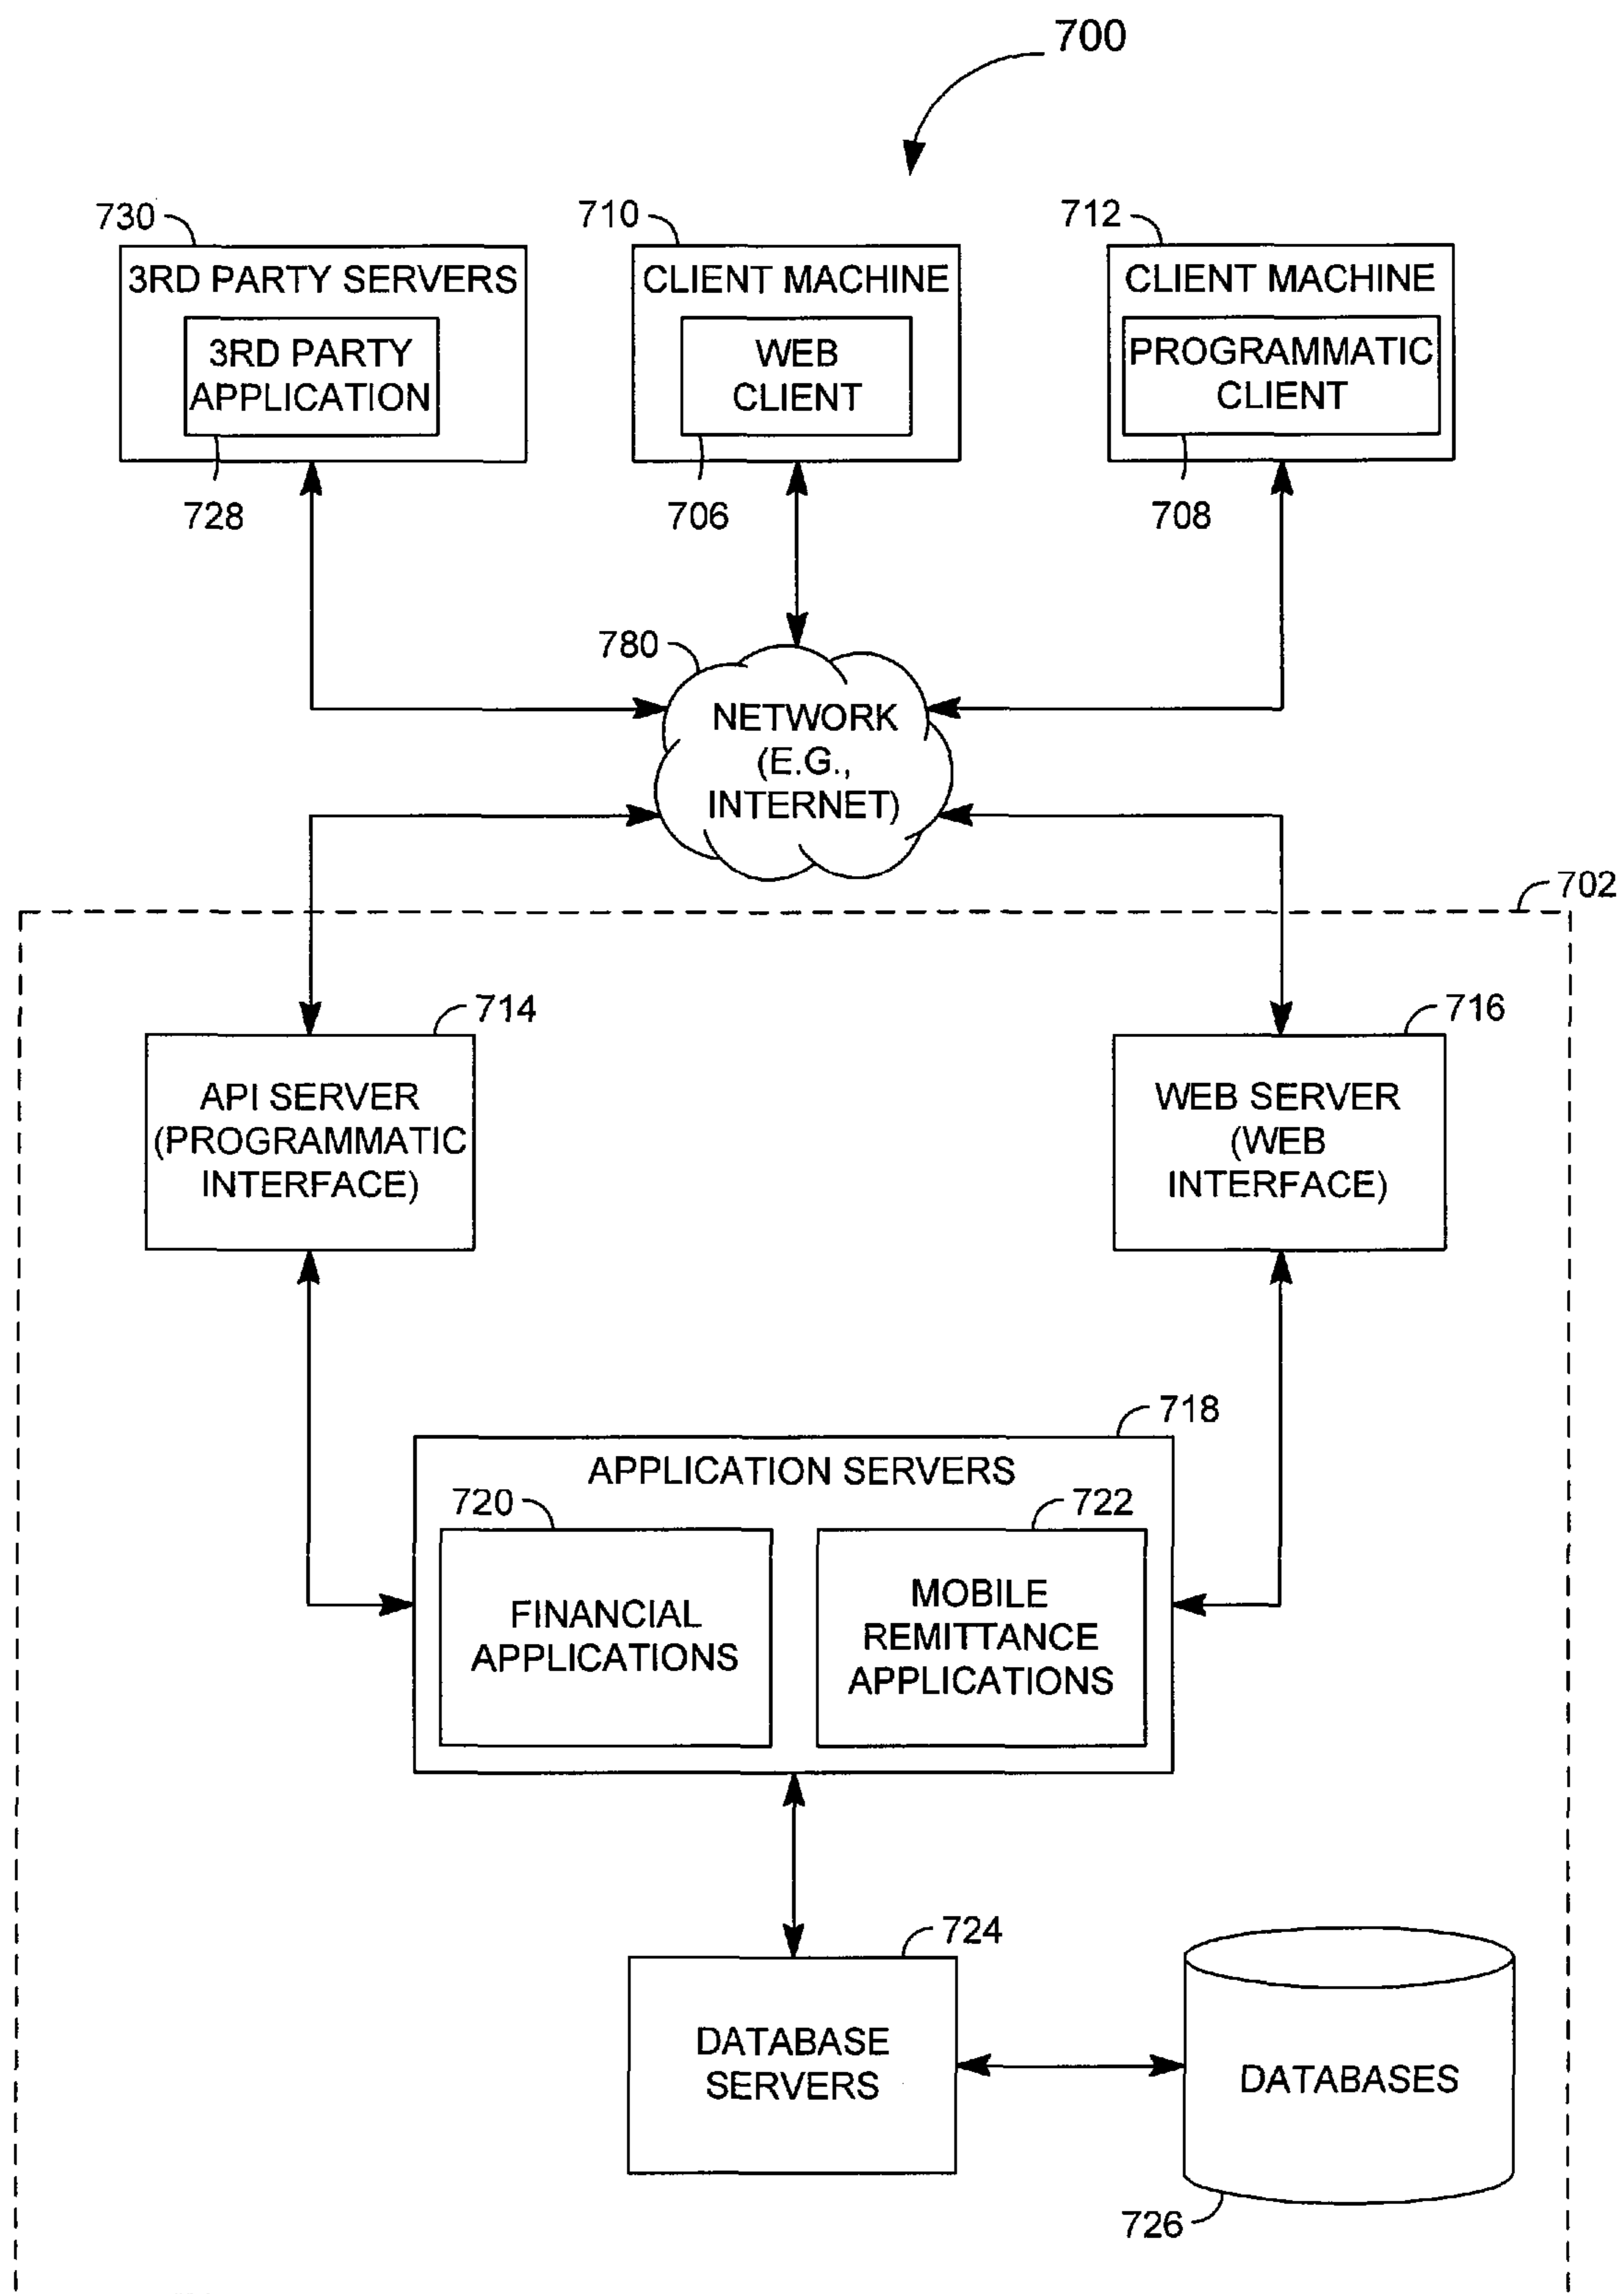 700
730
710
712
3RD PARTY SERVERS
3RD PARTY
APPLICATION
728
CLIENT MACHINE
WEB
CLIENT
706
CLIENT MACHINE
PROGRAMMATIC
CLIENT
708
780
NETWORK
(E.G.,
INTERNET)
702
714
API SERVER
(PROGRAMMATIC
INTERFACE)
716
WEB SERVER
(WEB
INTERFACE)
718
APPLICATION SERVERS
720
FINANCIAL
APPLICATIONS
722
MOBILE
REMITTANCE
APPLICATIONS
724
DATABASE
SERVERS
DATABASES
726